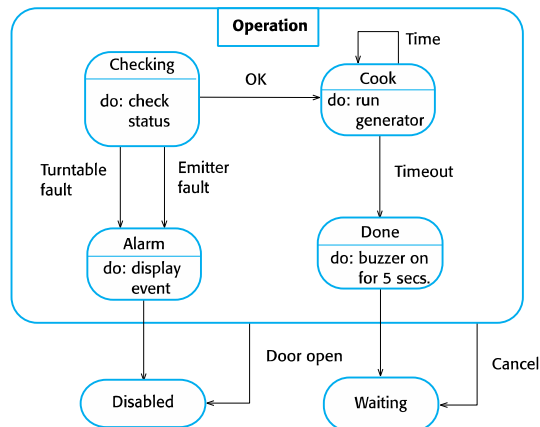 Operation
Time
Checking
Cook
OK
do: check
status
do: run
generator
Turntable
fault
Emitter
fault
Timeout
Alarm
Done
do: display
event
do: buzzer on
for 5 secs.
Door open
Cancel
Disabled
Waiting